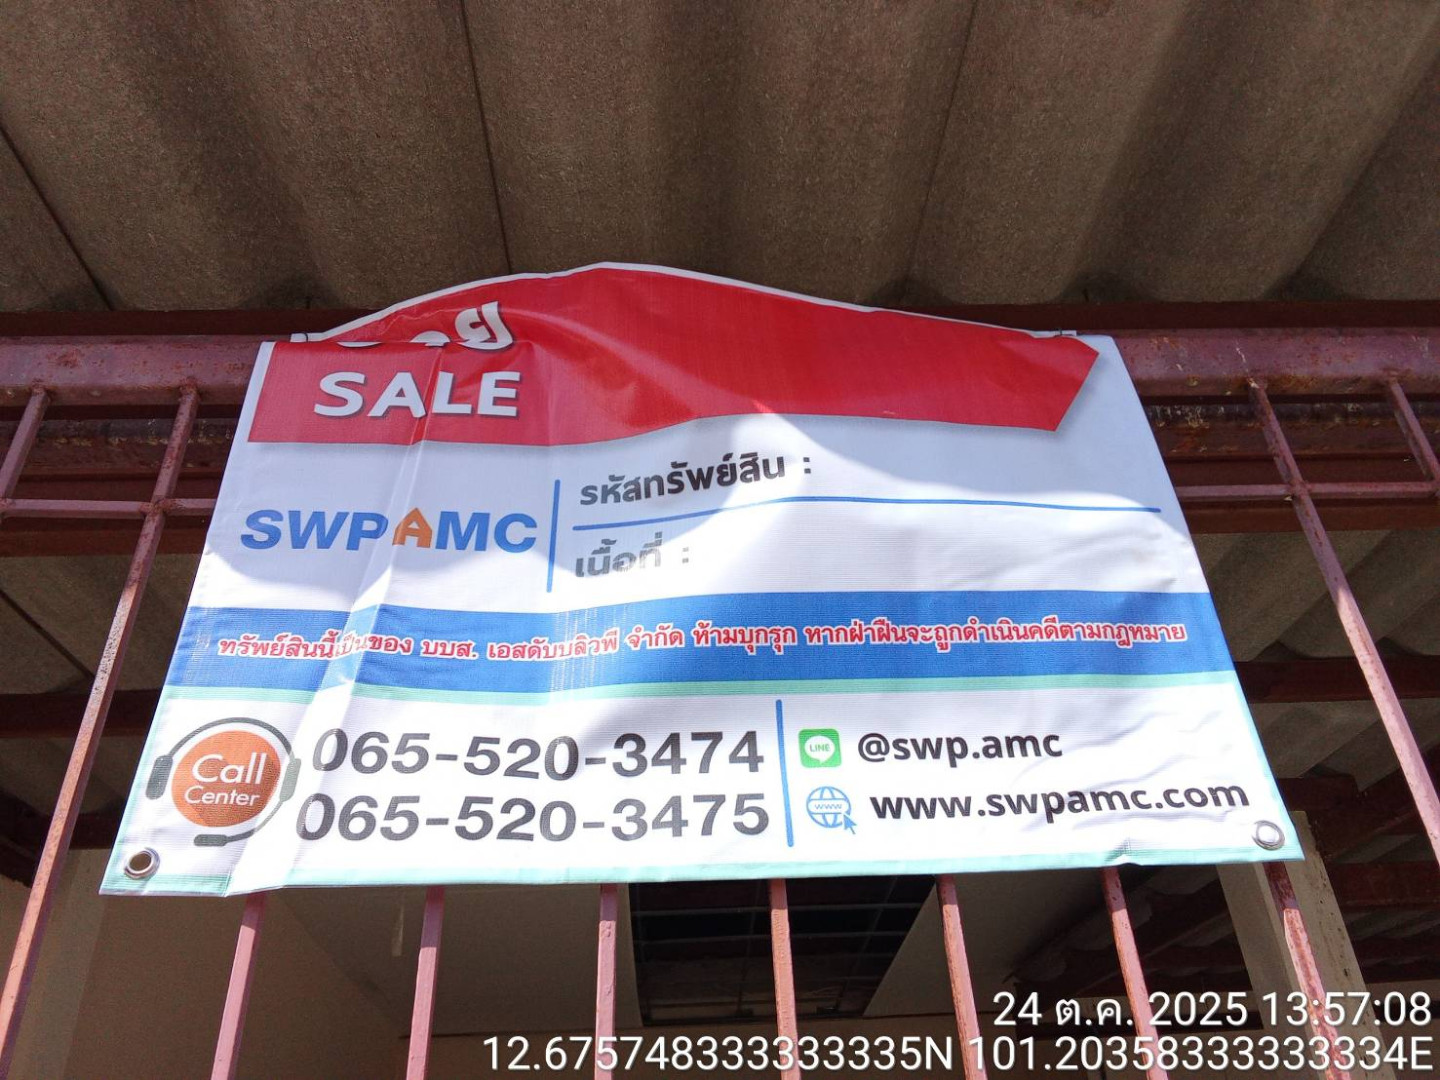 SALE
SWP AMC
รหัสทรัพย์สิน :
เนื้อที่ :
ทรัพย์สินนี้เป็นของ บบส. เอสดับบลิวพี จำกัด ห้ามบุกรุก หากฝ่าฝืนจะถูกดำเนินคดีตามกฎหมาย
Call Center
065-520-3474
065-520-3475
LINE @swp.amc
www www.swpamc.com
24 ต.ค. 2025 13:57:08
12.675748333333335N 101.20358333333334E